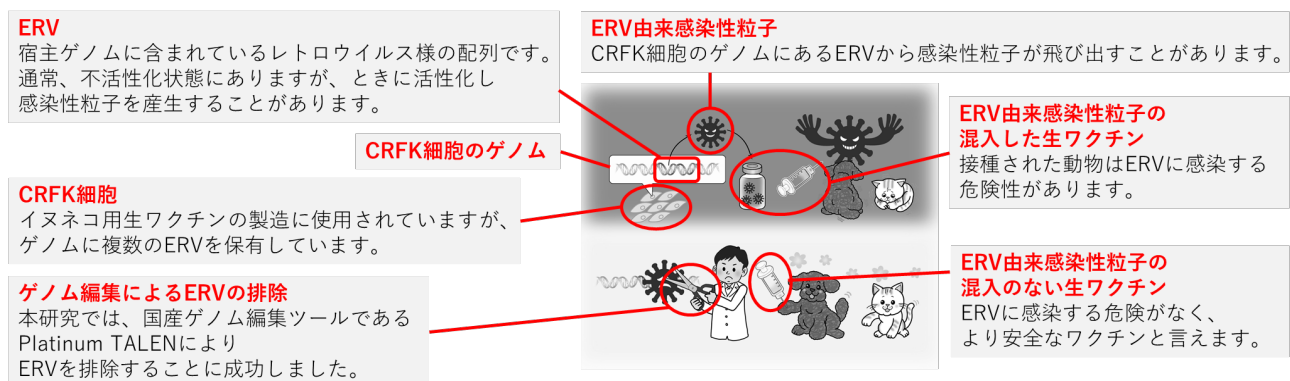 ERV
宿主ゲノムに含まれているレトロウイルス様の配列です。
通常、不活性化状態にありますが、ときに活性化し
感染性粒子を産生することがあります。
ERV由来感染性粒子
CRFK細胞のゲノムにあるERVから感染性粒子が飛び出すことがあります。
CRFK細胞のゲノム
ERV由来感染性粒子の
混入した生ワクチン
接種された動物はERVに感染する
危険性があります。
CRFK細胞
イヌネコ用生ワクチンの製造に使用されていますが、
ゲノムに複数のERVを保有しています。
ERV由来感染性粒子の
混入のない生ワクチン
ERVに感染する危険がなく、
より安全なワクチンと言えます。
ゲノム編集によるERVの排除
本研究では、国産ゲノム編集ツールである
Platinum TALENにより
ERVを排除することに成功しました。